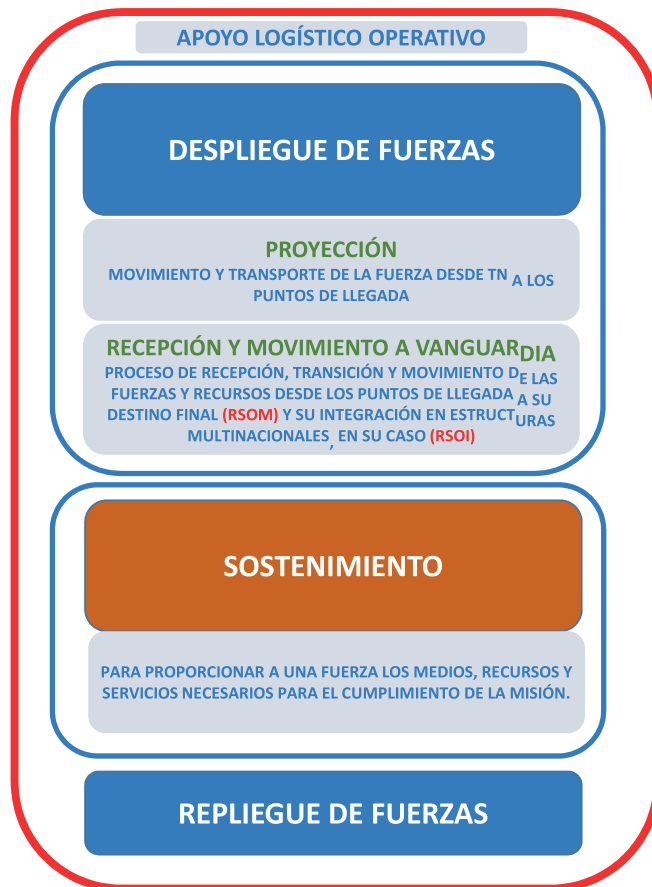 APOYO LOGÍSTICO OPERATIVO
DESPLIEGUE DE FUERZAS
PROYECCIÓN
MOVIMIENTO Y TRANSPORTE DE LA FUERZA DESDE TN A LOS
PUNTOS DE LLEGADA
RECEPCIÓN Y MOVIMIENTO A VANGUARDIA
PROCESO DE RECEPCIÓN, TRANSICIÓN Y MOVIMIENTO DE LAS
FUERZAS Y RECURSOS DESDE LOS PUNTOS DE LLEGADA A SU
DESTINO FINAL (RSOM) Y SU INTEGRACIÓN EN ESTRUCTURAS
MULTINACIONALES, EN SU CASO (RSOI)
SOSTENIMIENTO
PARA PROPORCIONAR A UNA FUERZA LOS MEDIOS, RECURSOS Y
SERVICIOS NECESARIOS PARA EL CUMPLIMIENTO DE LA MISIÓN.
REPLIEGUE DE FUERZAS